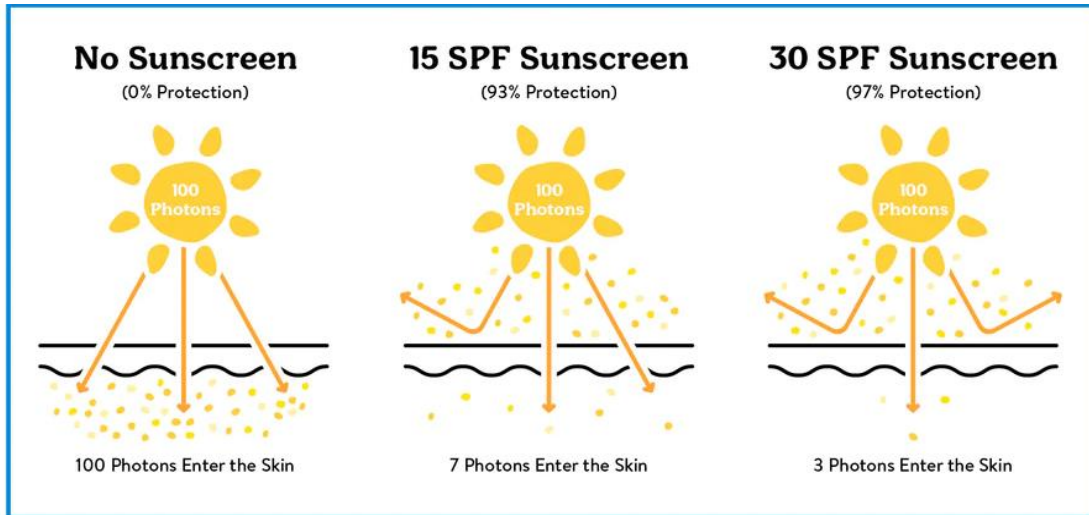 No Sunscreen
(0% Protection)
100
Photons
100 Photons Enter the Skin
15 SPF Sunscreen
(93% Protection)
100
Photons
7 Photons Enter the Skin
30 SPF Sunscreen
(97% Protection)
100
Photons
3 Photons Enter the Skin